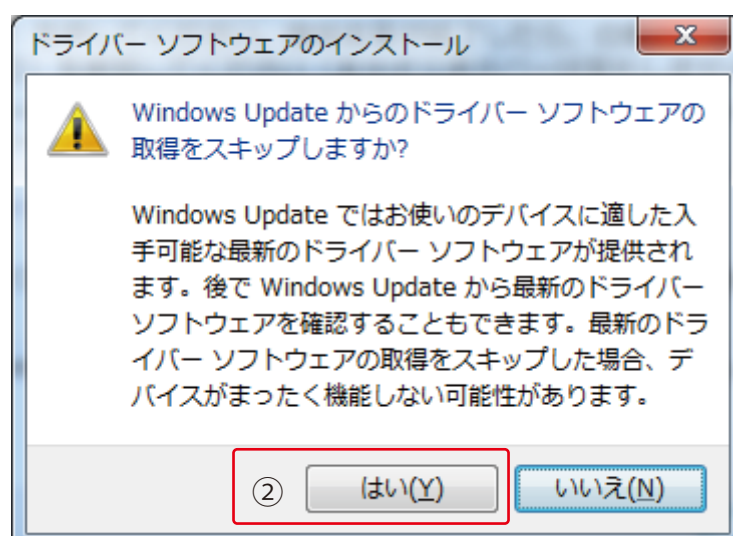 ドライバー ソフトウェアのインストール
Windows Update からのドライバー ソフトウェアの
取得をスキップしますか?
Windows Update ではお使いのデバイスに適した入
手可能な最新のドライバー ソフトウェアが提供され
ます。後で Windows Update から最新のドライバー
ソフトウェアを確認することもできます。最新のドラ
イバー ソフトウェアの取得をスキップした場合、デ
バイスがまったく機能しない可能性があります。
② はい(Y) いいえ(N)